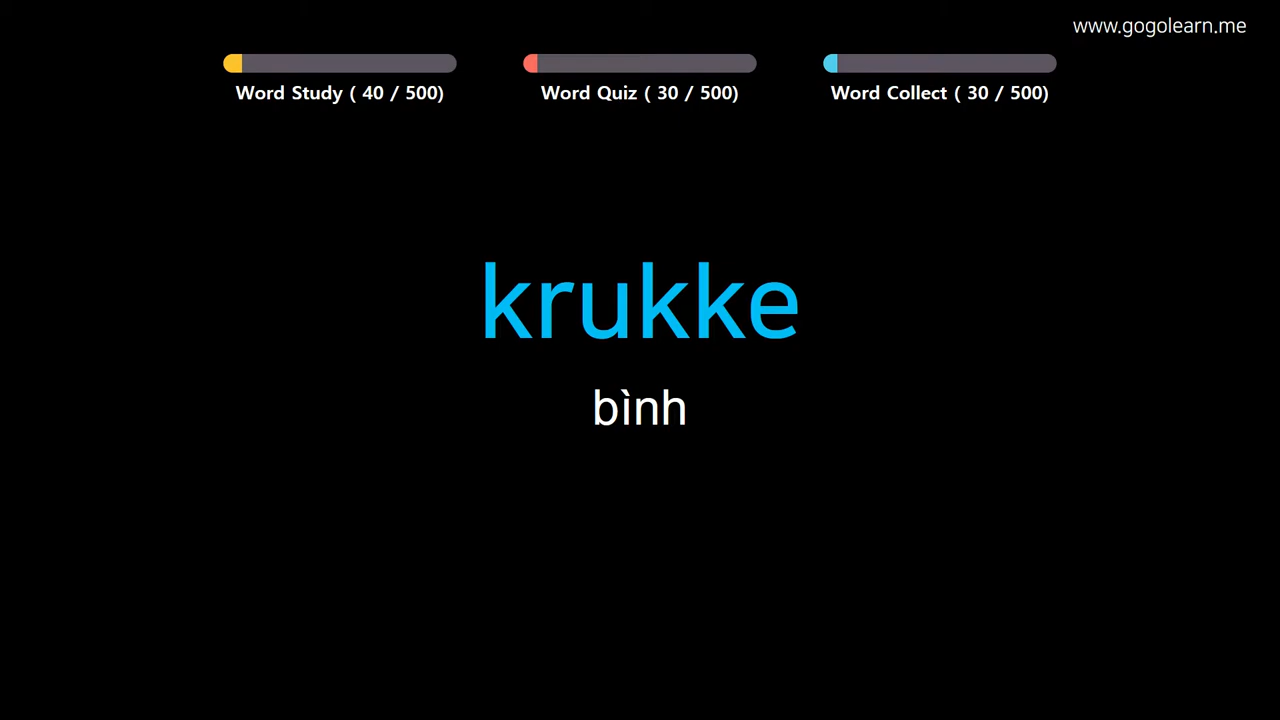 www.gogolearn.me
Word Study ( 40 / 500)
Word Quiz ( 30 / 500)
Word Collect ( 30 / 500)
krukke
bình